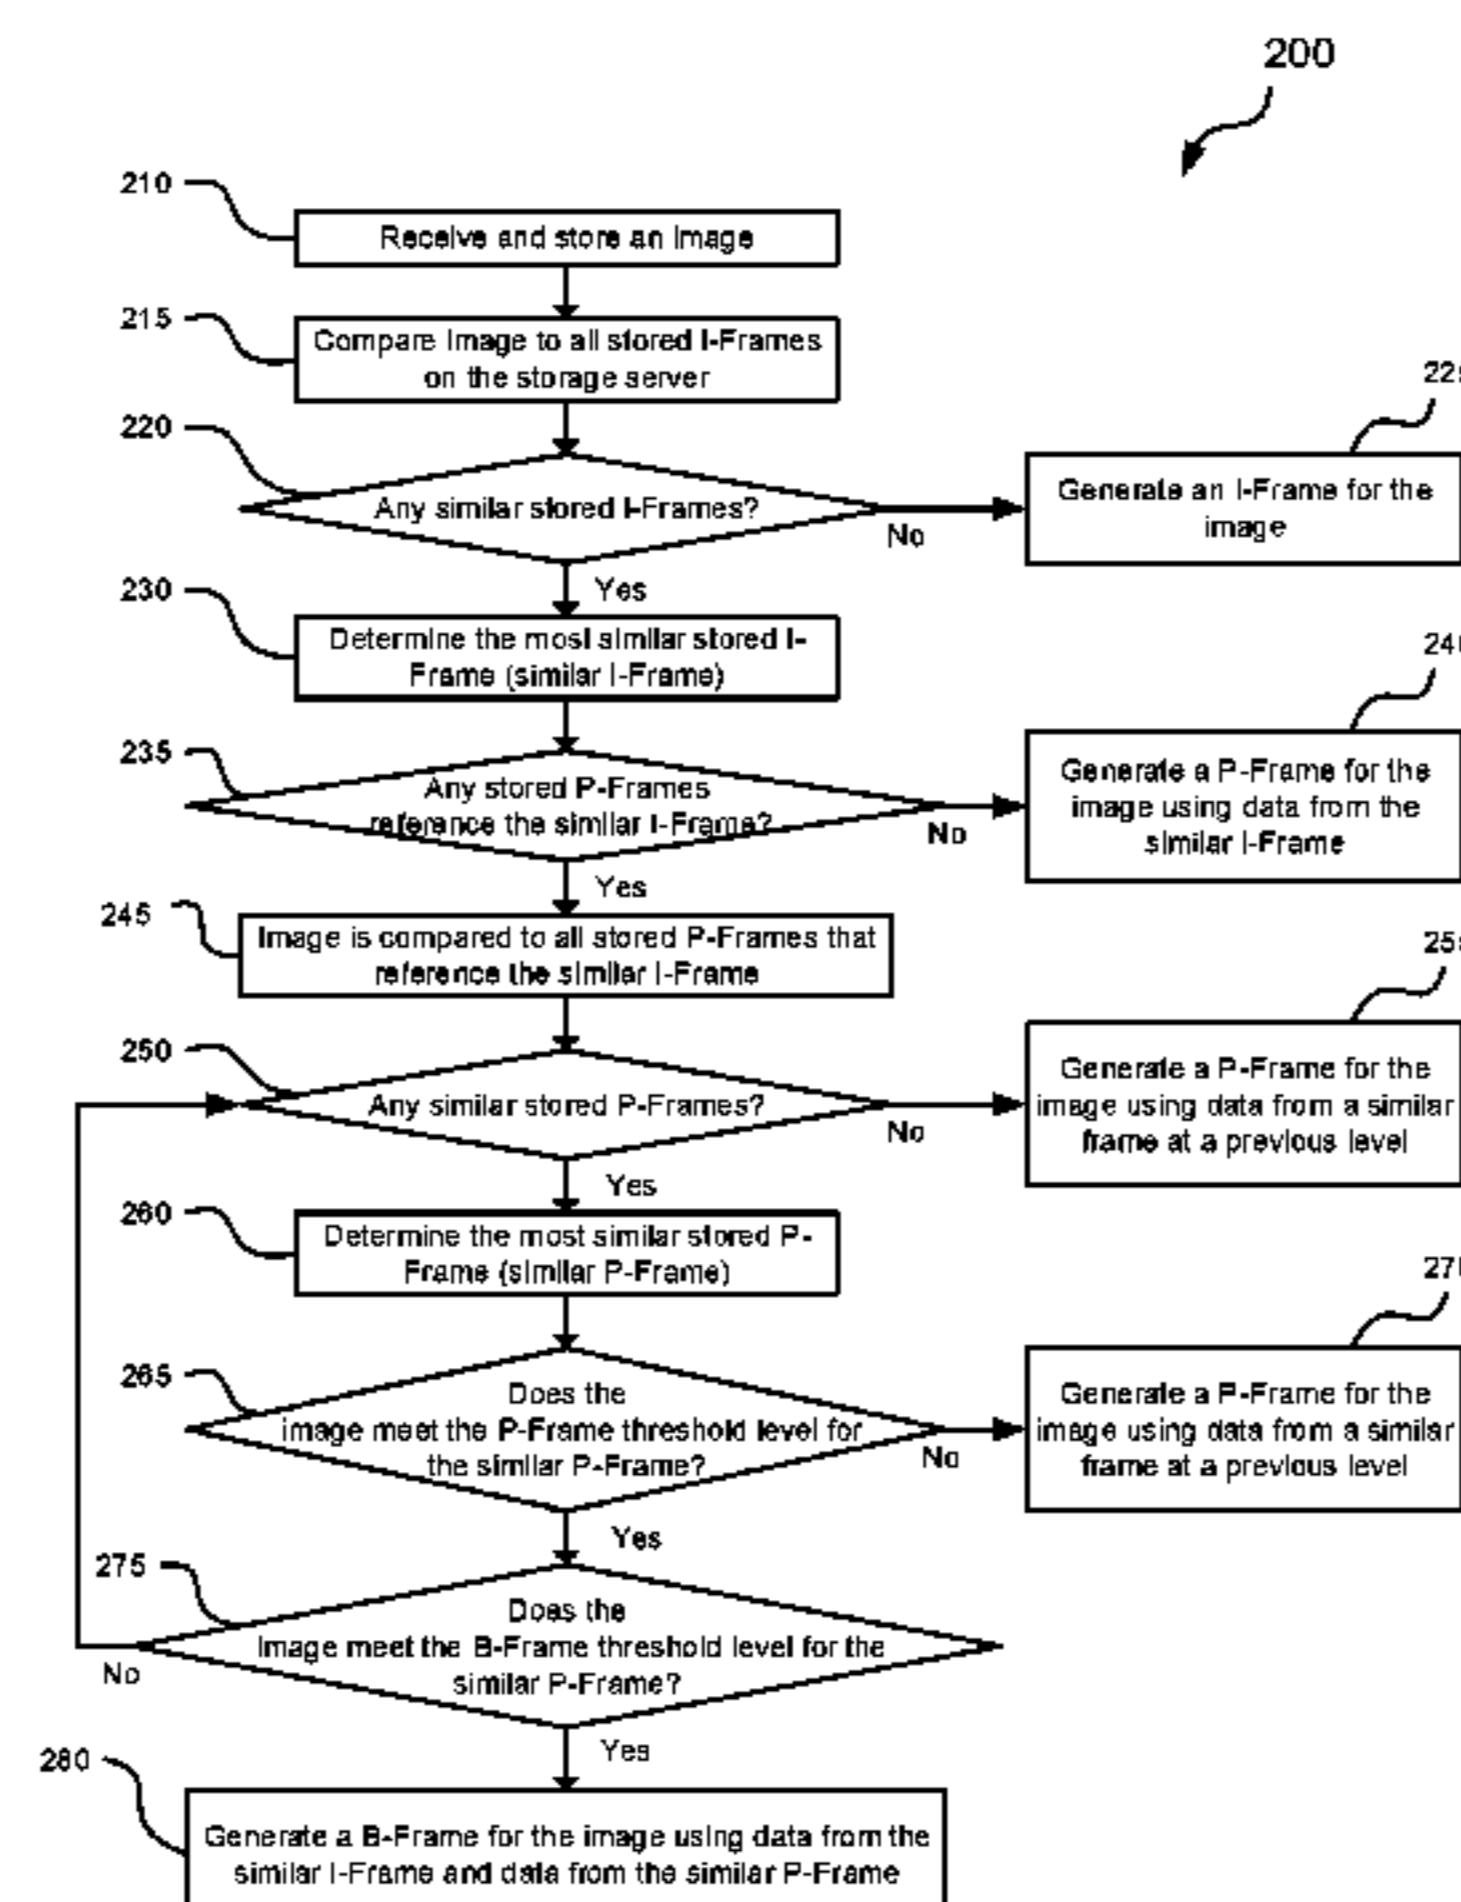 200
210
Receive and store an Image
215
Compare Image to all stored I-Frames
on the storage server
220
Any similar stored I-Frames?
No
Generate an I-Frame for the
image
Yes
230
Determine the most similar stored I-
Frame (similar I-Frame)
235
Any stored P-Frames
reference the similar I-Frame?
No
Generate a P-Frame for the
image using data from the
similar I-Frame
Yes
245
Image is compared to all stored P-Frames that
reference the similar I-Frame
250
Any similar stored P-Frames?
No
Generate a P-Frame for the
image using data from a similar
frame at a previous level
Yes
260
Determine the most similar stored P-
Frame (similar P-Frame)
265
Does the
image meet the P-Frame threshold level for
the similar P-Frame?
No
Generate a P-Frame for the
image using data from a similar
frame at a previous level
Yes
275
Does the
Image meet the B-Frame threshold level for the
similar P-Frame?
No
Yes
280
Generate a B-Frame for the image using data from the
similar I-Frame and data from the similar P-Frame